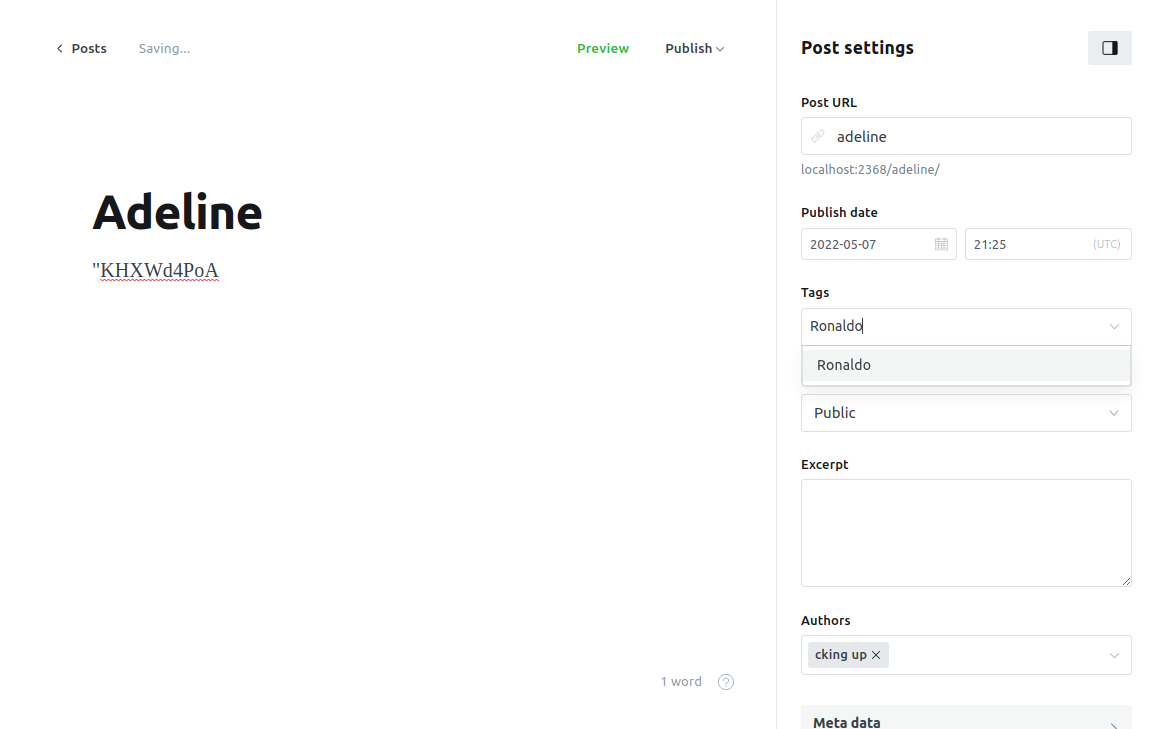 Posts Saving... Preview Publish
Post settings
Post URL
adeline
localhost:2368/adeline/
Adeline
"KHXWd4PoA
Publish date
2022-05-07 21:25 (UTC)
Tags
Ronaldo
Ronaldo
Public
Excerpt
Authors
cking up
1 word ?
Meta data